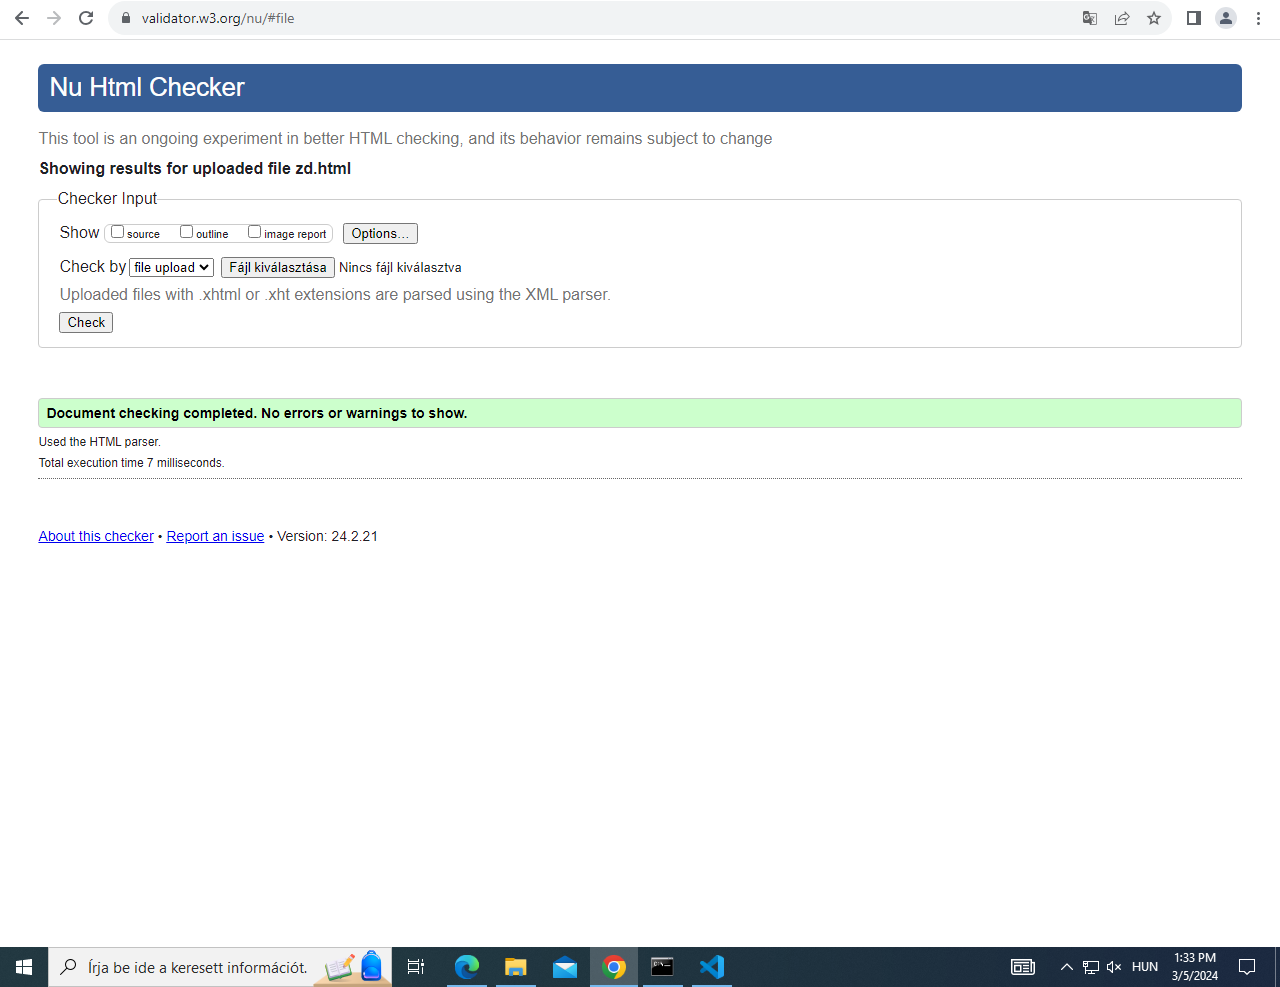 validator.w3.org/nu/#file
Nu Html Checker
This tool is an ongoing experiment in better HTML checking, and its behavior remains subject to change
Showing results for uploaded file zd.html
Checker Input
Show source outline image report Options...
Check by file upload Fájl kiválasztása Nincs fájl kiválasztva
Uploaded files with .xhtml or .xht extensions are parsed using the XML parser.
Check
Document checking completed. No errors or warnings to show.
Used the HTML parser.
Total execution time 7 milliseconds.
About this checker • Report an issue • Version: 24.2.21
Írja be ide a keresett információt.
HUN
1:33 PM
3/5/2024